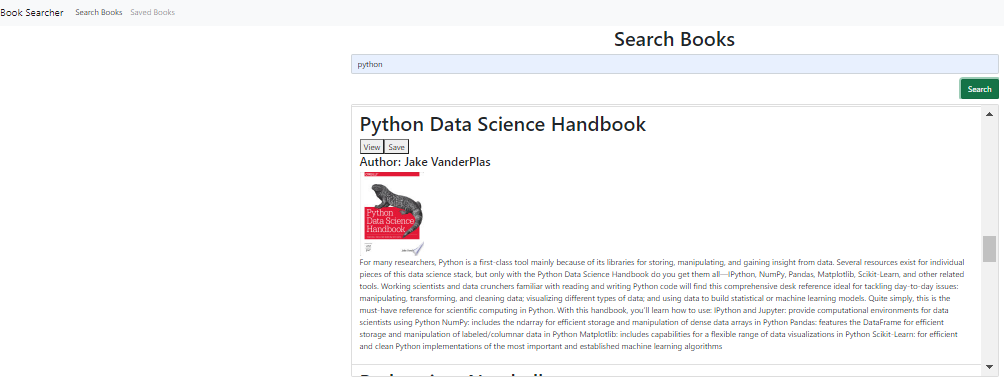 Book Searcher Search Books Saved Books
Search Books
python
Search
Python Data Science Handbook
View Save
Author: Jake VanderPlas
Python
Data Science
Handbook
For many researchers, Python is a first-class tool mainly because of its libraries for storing, manipulating, and gaining insight from data. Several resources exist for individual
pieces of this data science stack, but only with the Python Data Science Handbook do you get them all—IPython, NumPy, Pandas, Matplotlib, Scikit-Learn, and other related
tools. Working scientists and data crunchers familiar with reading and writing Python code will find this comprehensive desk reference ideal for tackling day-to-day issues:
manipulating, transforming, and cleaning data; visualizing different types of data; and using data to build statistical or machine learning models. Quite simply, this is the
must-have reference for scientific computing in Python. With this handbook, you'll learn how to use: IPython and Jupyter: provide computational environments for data
scientists using Python NumPy: includes the ndarray for efficient storage and manipulation of dense data arrays in Python Pandas: features the DataFrame for efficient
storage and manipulation of labeled/columnar data in Python Matplotlib: includes capabilities for a flexible range of data visualizations in Python Scikit-Learn: for efficient
and clean Python implementations of the most important and established machine learning algorithms